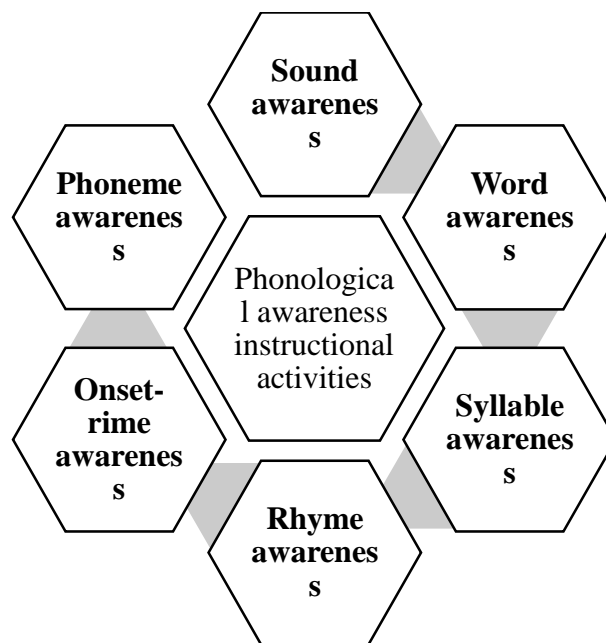 Sound
awarenes
s
Word
awarenes
s
Syllable
awarenes
s
Rhyme
awarenes
s
Onset-
rime
awarenes
s
Phoneme
awarenes
s
Phonologica
l awareness
instructional
activities